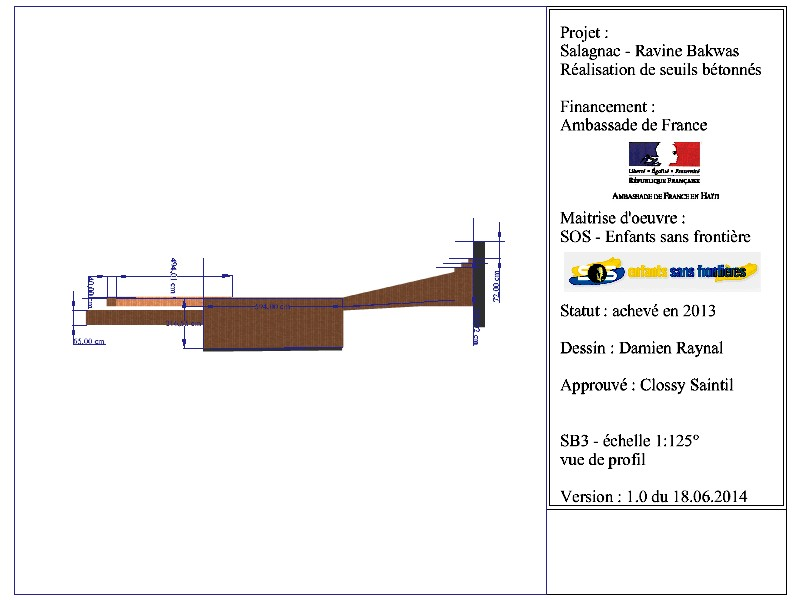 Projet :
Salagnac - Ravine Bakwas
Réalisation de seuils bétonnés
Financement :
Ambassade de France
Liberté • Égalité • Fraternité
RÉPUBLIQUE FRANÇAISE
AMBASSADE DE FRANCE EN HAÏTI
Maitrise d'oeuvre :
SOS - Enfants sans frontière
SOS enfants sans frontières
Statut : achevé en 2013
Dessin : Damien Raynal
Approuvé : Clossy Saintil
SB3 - échelle 1:125°
vue de profil
Version : 1.0 du 18.06.2014
72.00 cm
65.00 cm